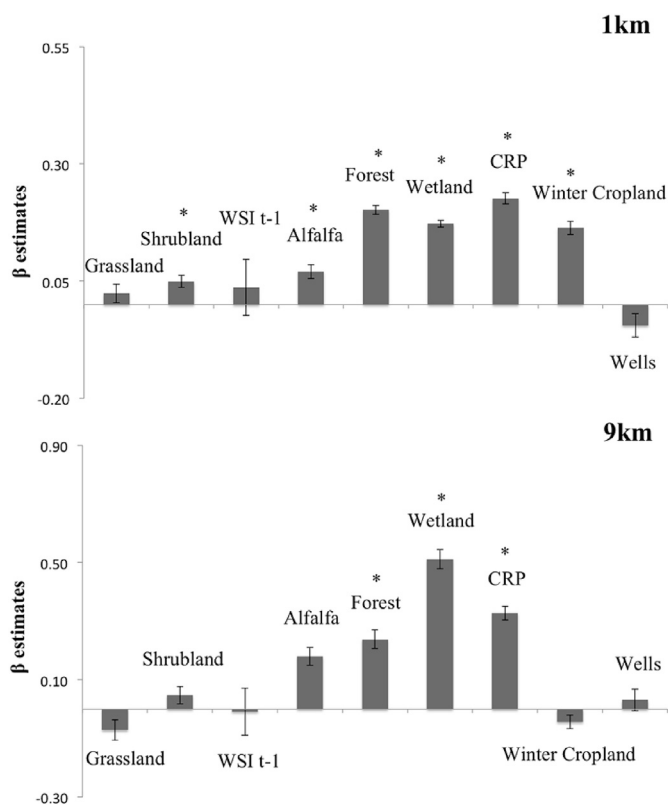 1km
0.55
0.30
0.05
-0.20
β estimates
Grassland
*
Shrubland
WSI t-1
*
Alfalfa
*
Forest
*
Wetland
*
CRP
*
Winter Cropland
Wells
9km
0.90
0.50
0.10
-0.30
β estimates
Grassland
Shrubland
WSI t-1
Alfalfa
*
Forest
*
Wetland
*
CRP
Winter Cropland
Wells